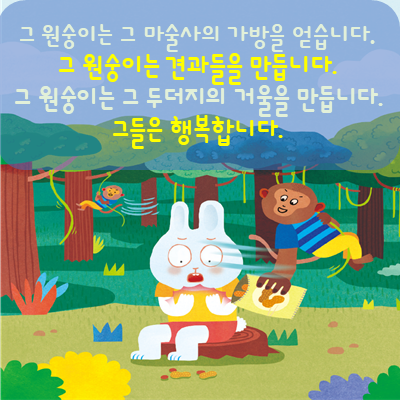 그 원숭이는 그 마술사의 가방을 얻습니다.
그 원숭이는 견과들을 만듭니다.
그 원숭이는 그 두더지의 거울을 만듭니다.
그들은 행복합니다.